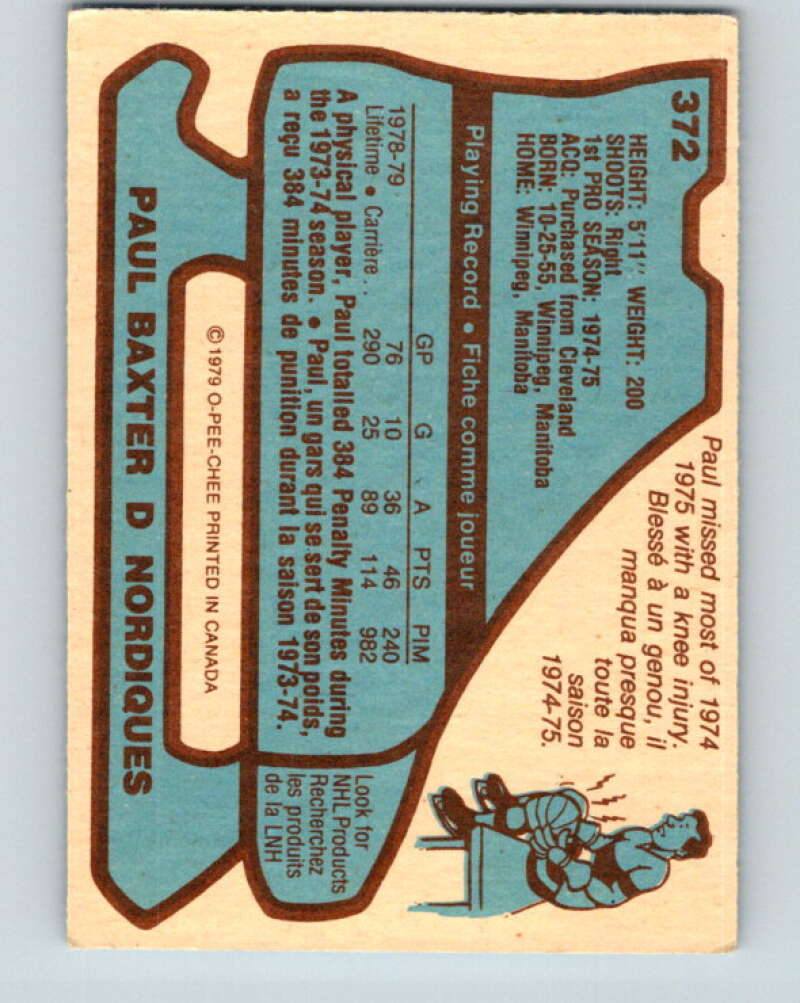 372
HEIGHT: 5'11" WEIGHT: 200
SHOOTS: Right
1st PRO SEASON: 1974-75
ACQ: Purchased from Cleveland
BORN: 10-25-55, Winnipeg, Manitoba
HOME: Winnipeg, Manitoba
Paul missed most of 1974
1975 with a knee injury.
Blessé à un genou, il
manqua presque
toute la
saison
1974-75.
Playing Record • Fiche comme joueur
GP G A PTS PIM
1978-79 76 10 36 46 240
Lifetime • Carrière .. 290 25 89 114 982
A physical player, Paul totalled 384 Penalty Minutes during
the 1973-74 season. • Paul, un gars qui se sert de son poids,
a reçu 384 minutes de punition durant la saison 1973-74.
Look for
NHL Products
Recherchez
les produits
de la LNH
© 1979 O-PEE-CHEE PRINTED IN CANADA
PAUL BAXTER D NORDIQUES